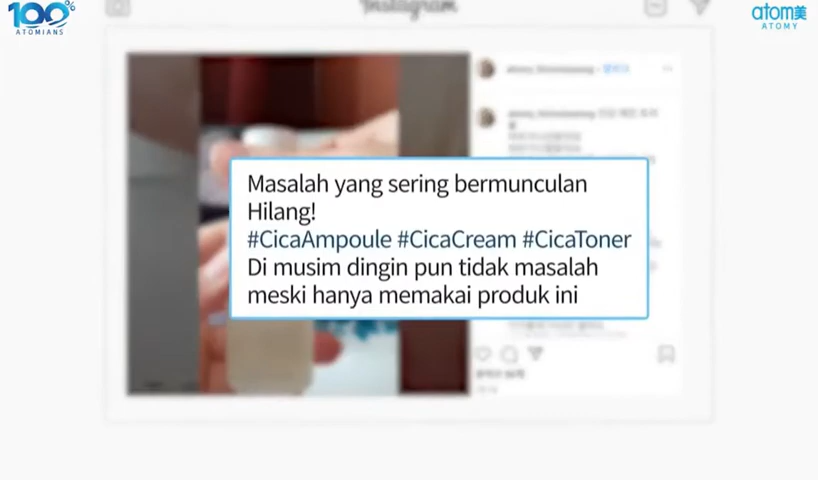 100%
ATOMIANS
Instagram
atom美
ATOMY
Masalah yang sering bermunculan
Hilang!
#CicaAmpoule #CicaCream #CicaToner
Di musim dingin pun tidak masalah
meski hanya memakai produk ini